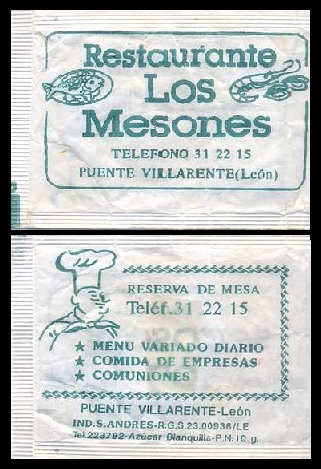 Restaurante
Los
Mesones
TELEFONO 31 22 15
PUENTE VILLARENTE(León)
RESERVA DE MESA
Teléf.31 22 15
★ MENU VARIADO DIARIO
★ COMIDA DE EMPRESAS
★ COMUNIONES
PUENTE VILLARENTE-León
IND.S.ANDRES-R.G.S 23.00936/LE
Tel.229792-Azúcar Blanquilla-P.N.10 g.